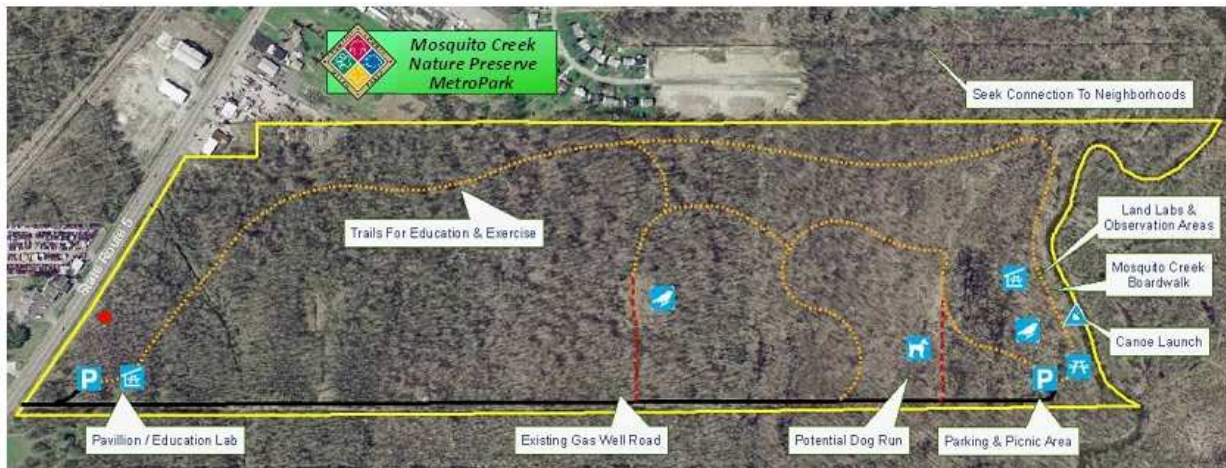 Mosquito Creek
Nature Preserve
MetroPark
Seek Connection To Neighborhoods
Trails For Education & Exercise
State Route 5
Land Labs &
Observation Areas
Mosquito Creek
Boardwalk
Canoe Launch
P
P
Pavillion / Education Lab
Existing Gas Well Road
Potential Dog Run
Parking & Picnic Area